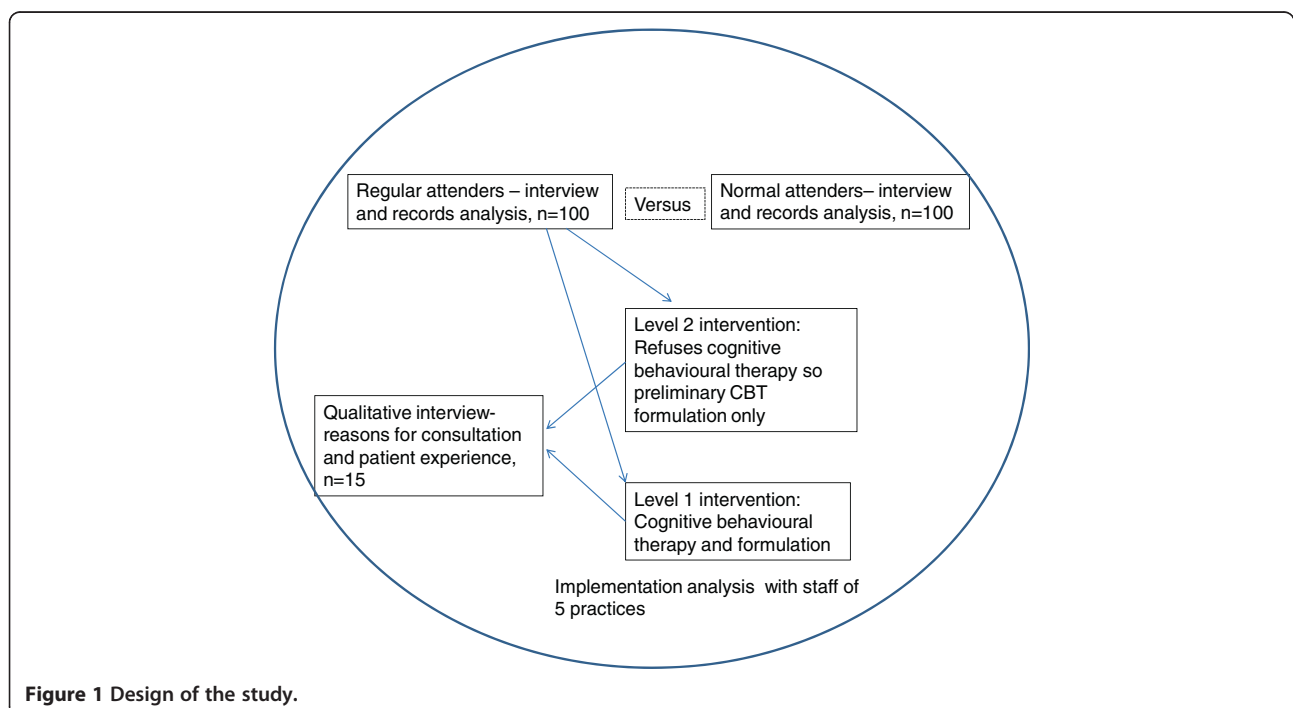 Regular attenders – interview
and records analysis, n=100
Versus
Normal attenders– interview
and records analysis, n=100
Level 2 intervention:
Refuses cognitive
behavioural therapy so
preliminary CBT
formulation only
Qualitative interview-
reasons for consultation
and patient experience,
n=15
Level 1 intervention:
Cognitive behavioural
therapy and formulation
Implementation analysis with staff of
5 practices
Figure 1 Design of the study.